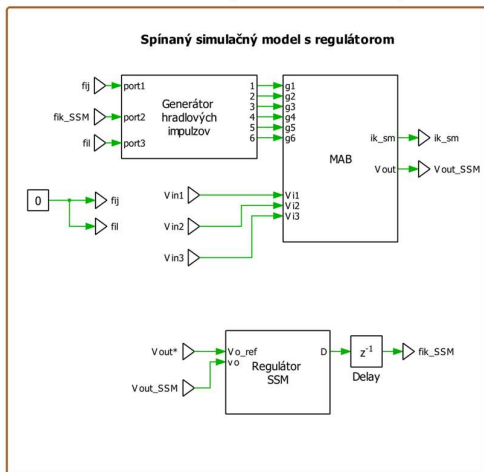 Spínaný simulačný model s regulátorom
fij
port1
fik_SSM
port2
fil
port3
Generátor
hradlových
impulzov
1
2
3
4
5
6
g1
g2
g3
g4
g5
g6
MAB
ik_sm
ik_sm
Vout
Vout_SSM
Vin1
Vi1
Vin2
Vi2
Vin3
Vi3
0
fij
fil
Vout*
Vo_ref
Vout_SSM
vo
Regulátor
SSM
D
z-1
Delay
fik_SSM